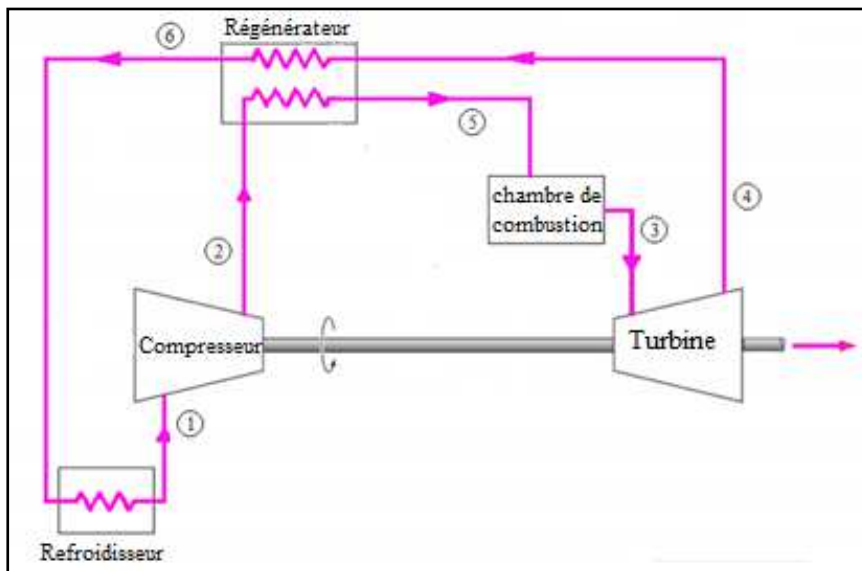 Régénérateur
⑥
⑤
chambre de
combustion
④
③
②
Compresseur
Turbine
①
Refroidisseur